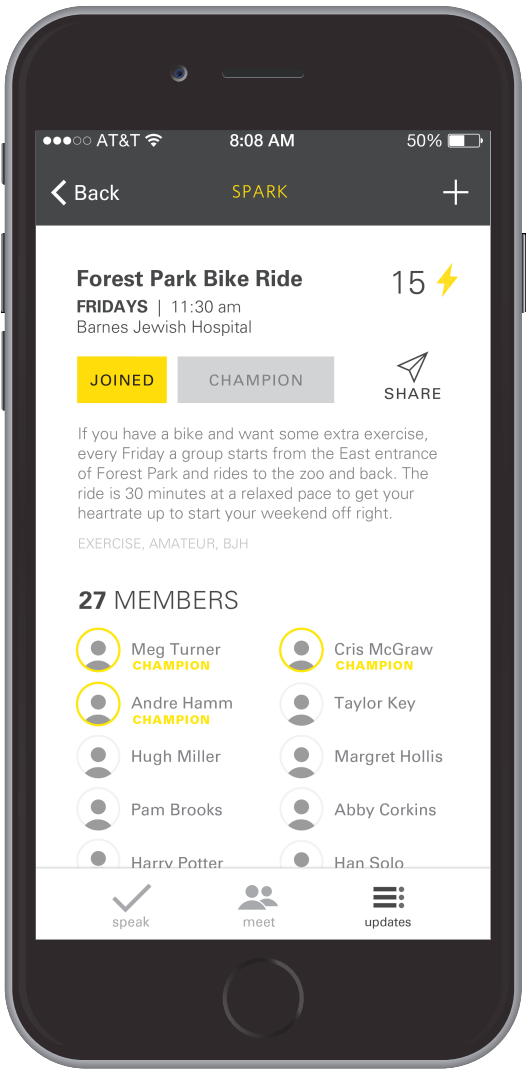 AT&T 8:08 AM 50%
Back SPARK
Forest Park Bike Ride 15
FRIDAYS | 11:30 am
Barnes Jewish Hospital
JOINED CHAMPION SHARE
If you have a bike and want some extra exercise,
every Friday a group starts from the East entrance
of Forest Park and rides to the zoo and back. The
ride is 30 minutes at a relaxed pace to get your
heartrate up to start your weekend off right.
EXERCISE, AMATEUR, BJH
27 MEMBERS
Meg Turner
CHAMPION
Cris McGraw
CHAMPION
Andre Hamm
CHAMPION
Taylor Key
Hugh Miller
Margret Hollis
Pam Brooks
Abby Corkins
Harry Potter
Han Solo
speak meet updates